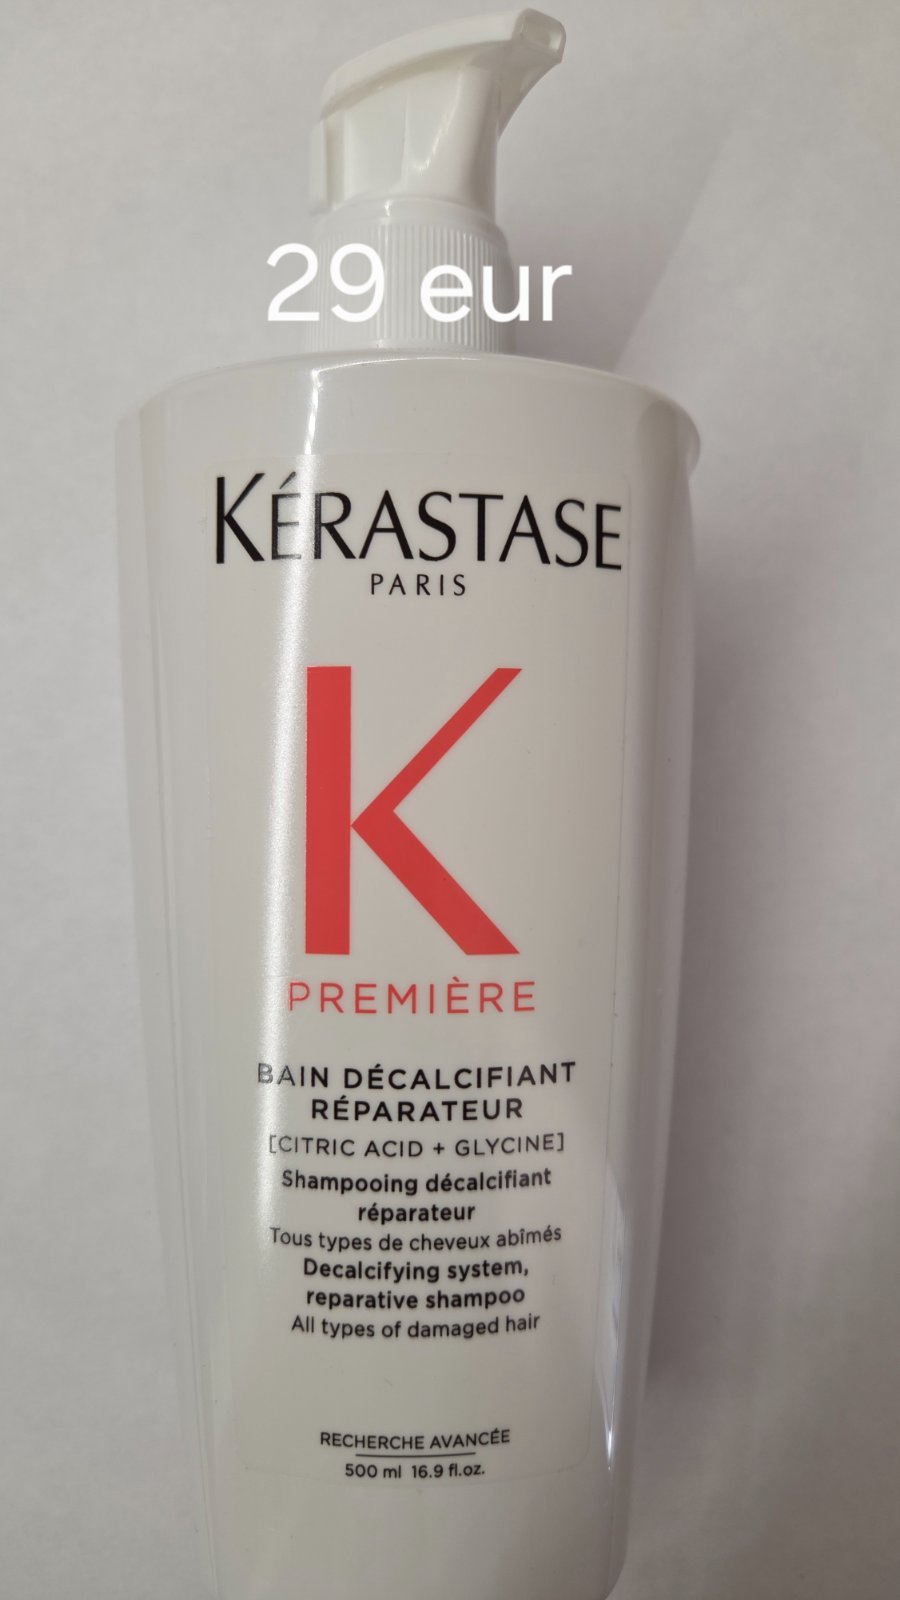 29 eur
KÉRASTASE
PARIS
K
PREMIÈRE
BAIN DÉCALCIFIANT
RÉPARATEUR
[CITRIC ACID + GLYCINE]
Shampooing décalcifiant
réparateur
Tous types de cheveux abîmés
Decalcifying system,
reparative shampoo
All types of damaged hair
RECHERCHE AVANCÉE
500 ml 16.9 fl.oz.